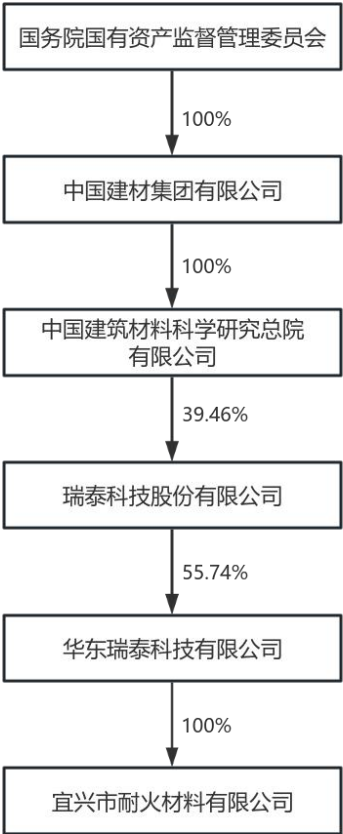 国务院国有资产监督管理委员会
100%
中国建材集团有限公司
100%
中国建筑材料科学研究总院
有限公司
39.46%
瑞泰科技股份有限公司
55.74%
华东瑞泰科技有限公司
100%
宜兴市耐火材料有限公司